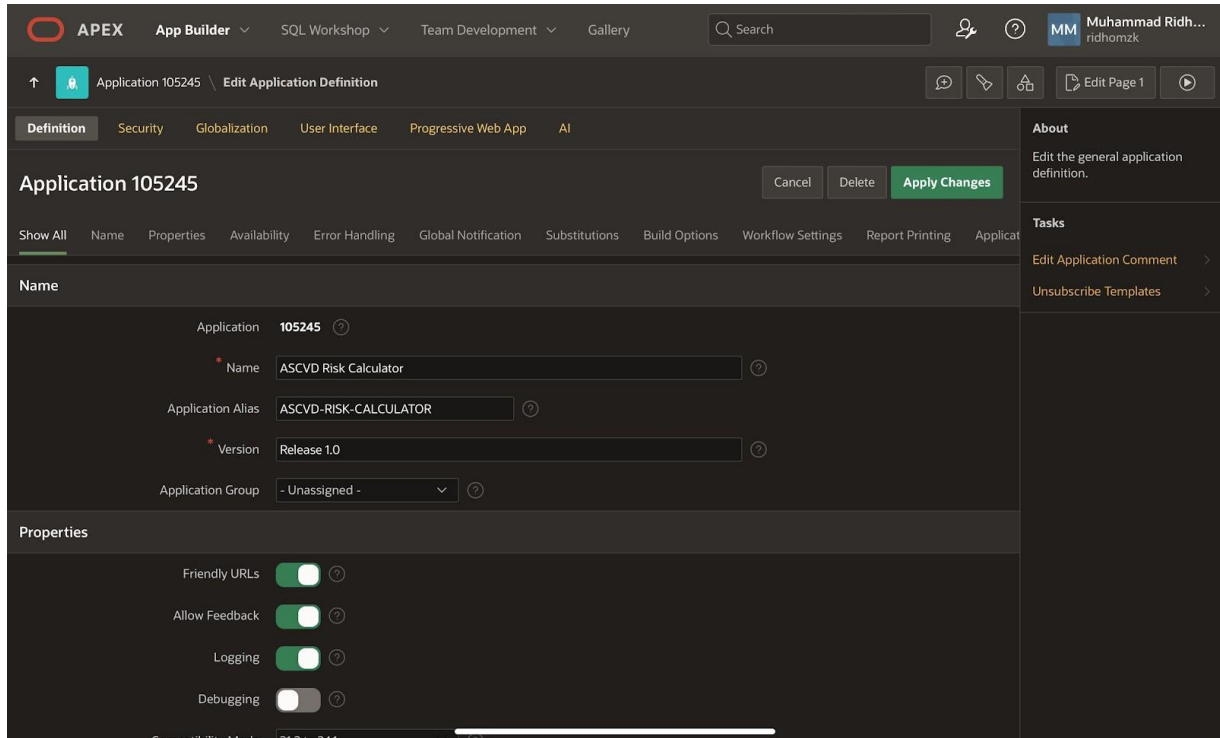 APEX App Builder SQL Workshop Team Development Gallery Search MM Muhammad Ridh...
ridhomzk
Application 105245 \ Edit Application Definition Edit Page 1
Definition Security Globalization User Interface Progressive Web App AI
About
Edit the general application
definition.
Application 105245 Cancel Delete Apply Changes
Show All Name Properties Availability Error Handling Global Notification Substitutions Build Options Workflow Settings Report Printing Applicat
Tasks
Edit Application Comment
Unsubscribe Templates
Name
Application 105245
* Name ASCVD Risk Calculator
Application Alias ASCVD-RISK-CALCULATOR
* Version Release 1.0
Application Group - Unassigned -
Properties
Friendly URLs
Allow Feedback
Logging
Debugging